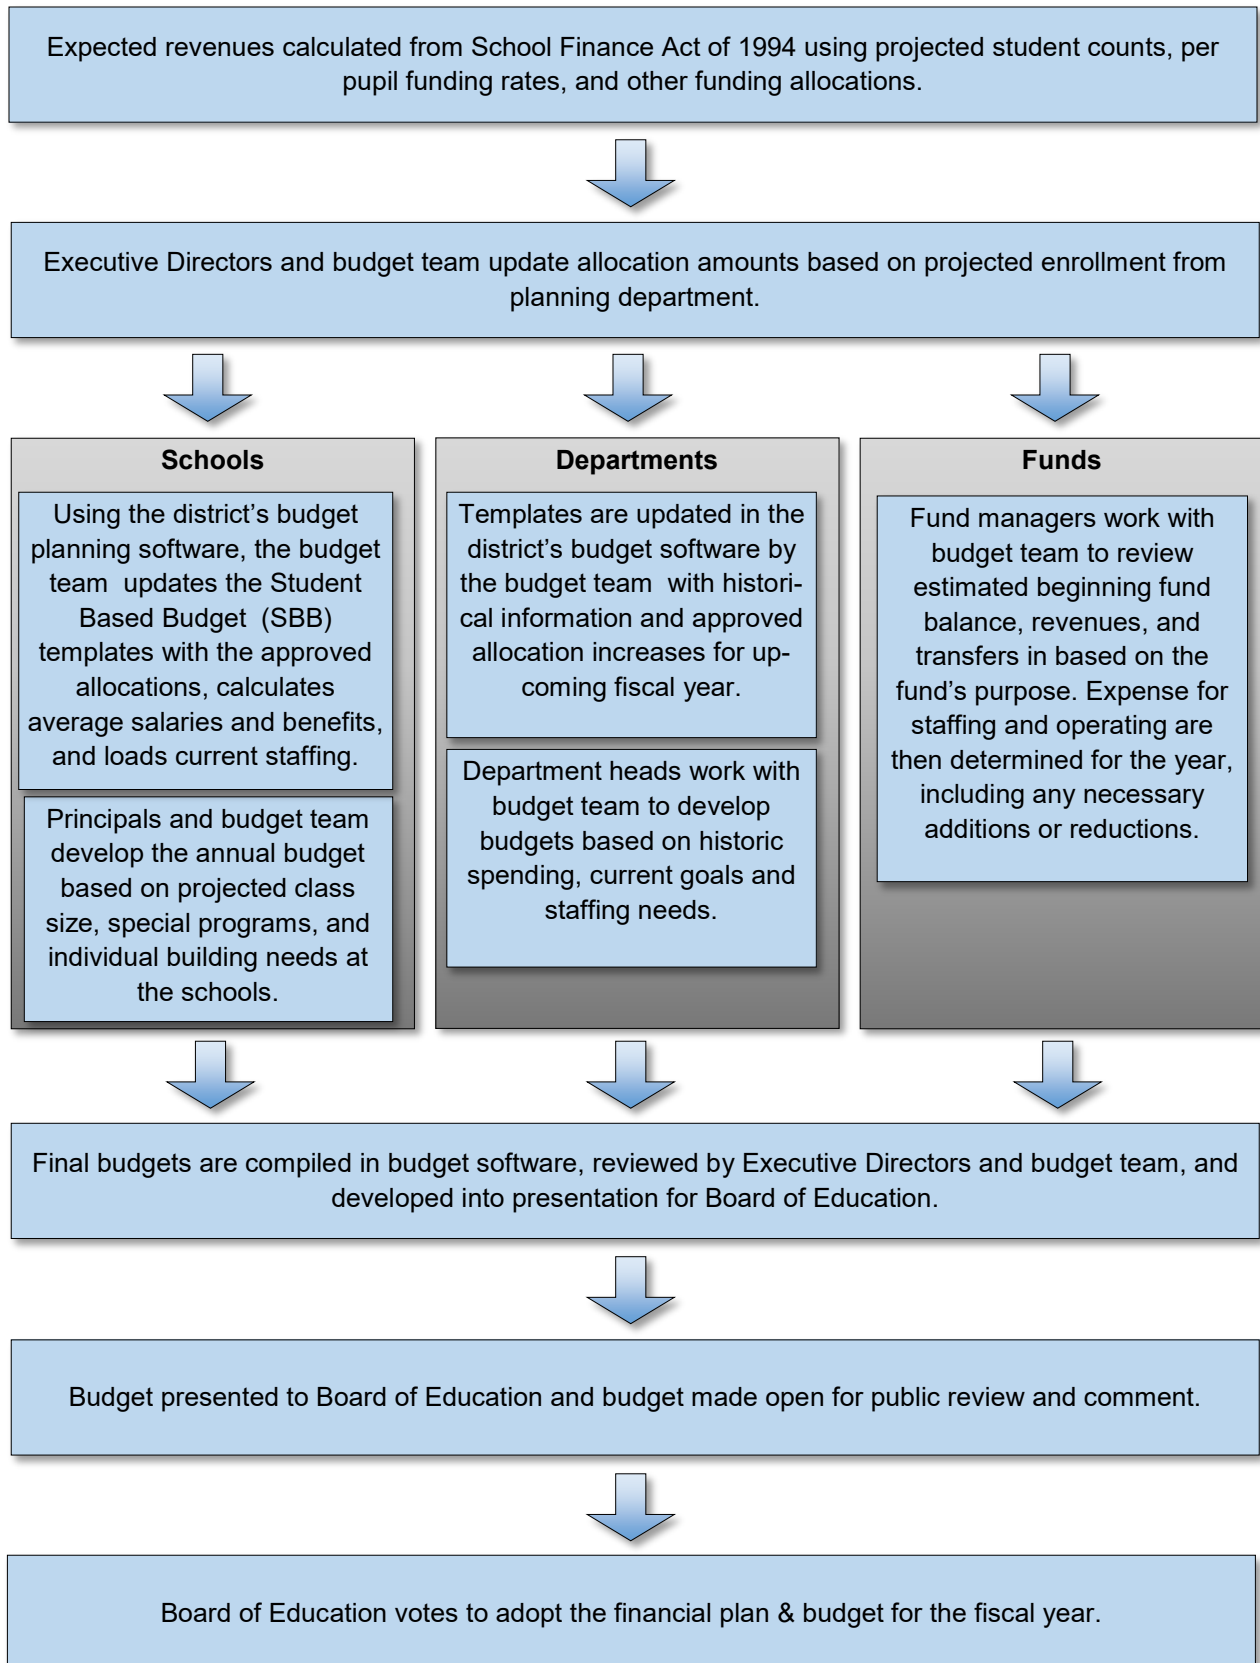 Expected revenues calculated from School Finance Act of 1994 using projected student counts, per
pupil funding rates, and other funding allocations.
Executive Directors and budget team update allocation amounts based on projected enrollment from
planning department.
Schools
Using the district’s budget
planning software, the budget
team  updates the Student
Based Budget  (SBB)
templates with the approved
allocations, calculates
average salaries and benefits,
and loads current staffing.
Principals and budget team
develop the annual budget
based on projected class
size, special programs, and
individual building needs at
the schools.
Departments
Templates are updated in the
district’s budget software by
the budget team  with histori-
cal information and approved
allocation increases for up-
coming fiscal year.
Department heads work with
budget team to develop
budgets based on historic
spending, current goals and
staffing needs.
Funds
Fund managers work with
budget team to review
estimated beginning fund
balance, revenues, and
transfers in based on the
fund’s purpose. Expense for
staffing and operating are
then determined for the year,
including any necessary
additions or reductions.
Final budgets are compiled in budget software, reviewed by Executive Directors and budget team, and
developed into presentation for Board of Education.
Budget presented to Board of Education and budget made open for public review and comment.
Board of Education votes to adopt the financial plan & budget for the fiscal year.